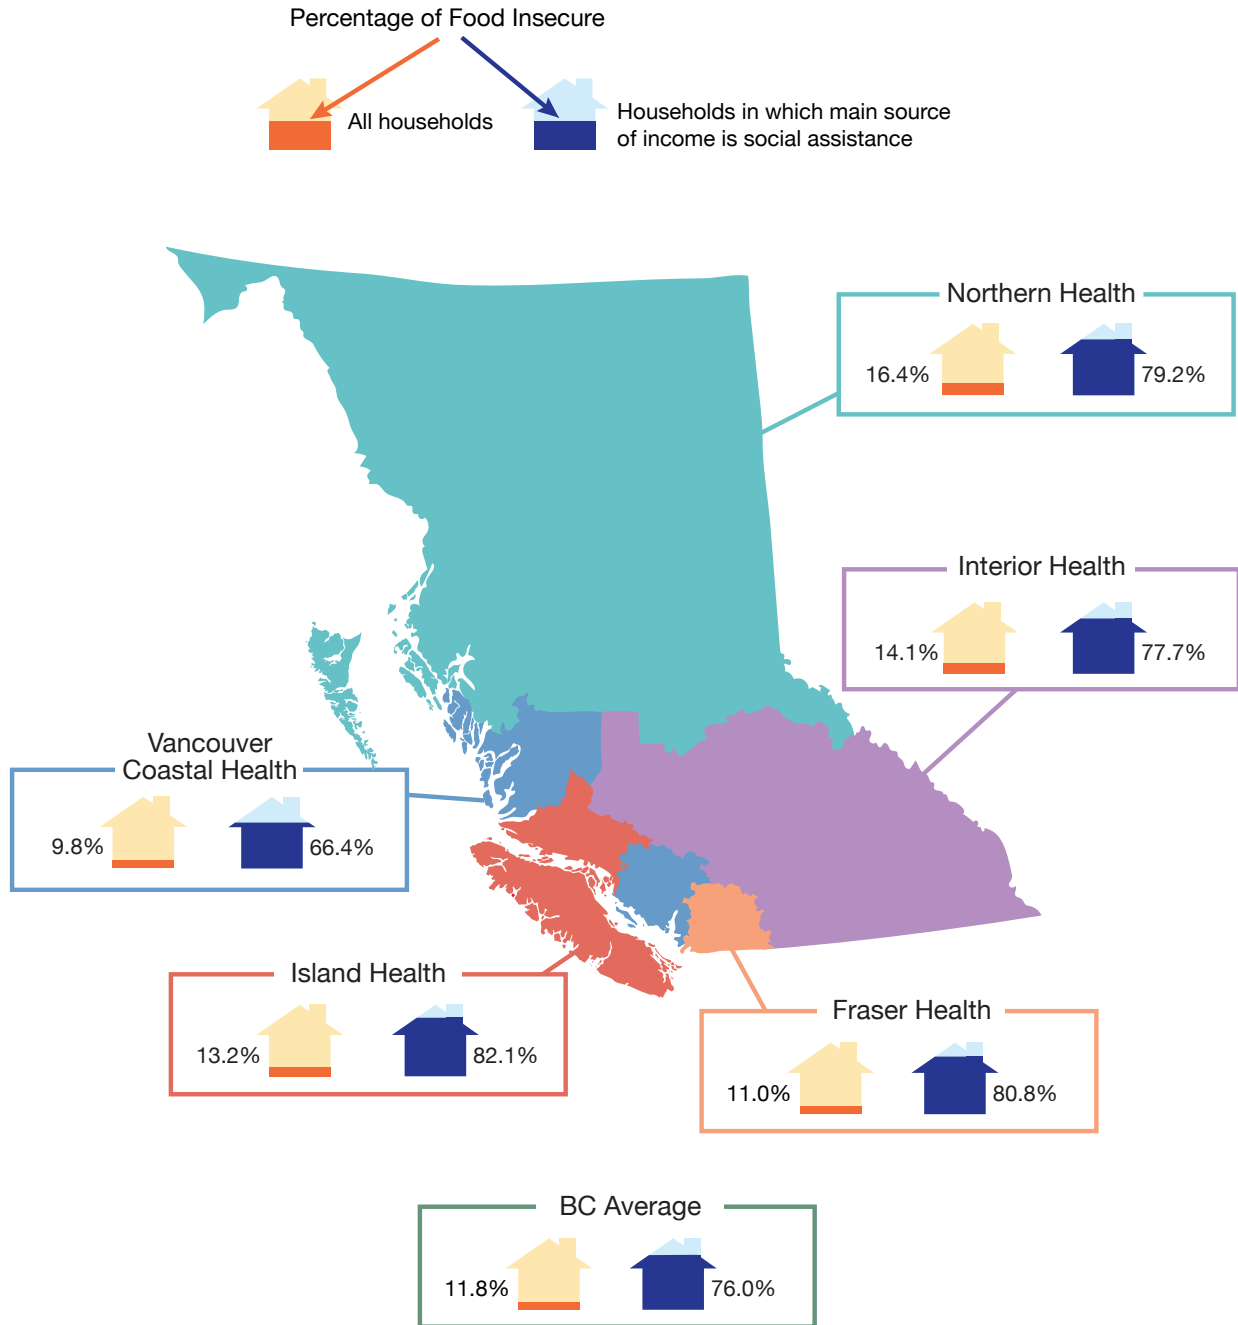 Percentage of Food Insecure
All households
Households in which main source
of income is social assistance
Northern Health
16.4%
79.2%
Interior Health
14.1%
77.7%
Vancouver
Coastal Health
9.8%
66.4%
Island Health
13.2%
82.1%
Fraser Health
11.0%
80.8%
BC Average
11.8%
76.0%